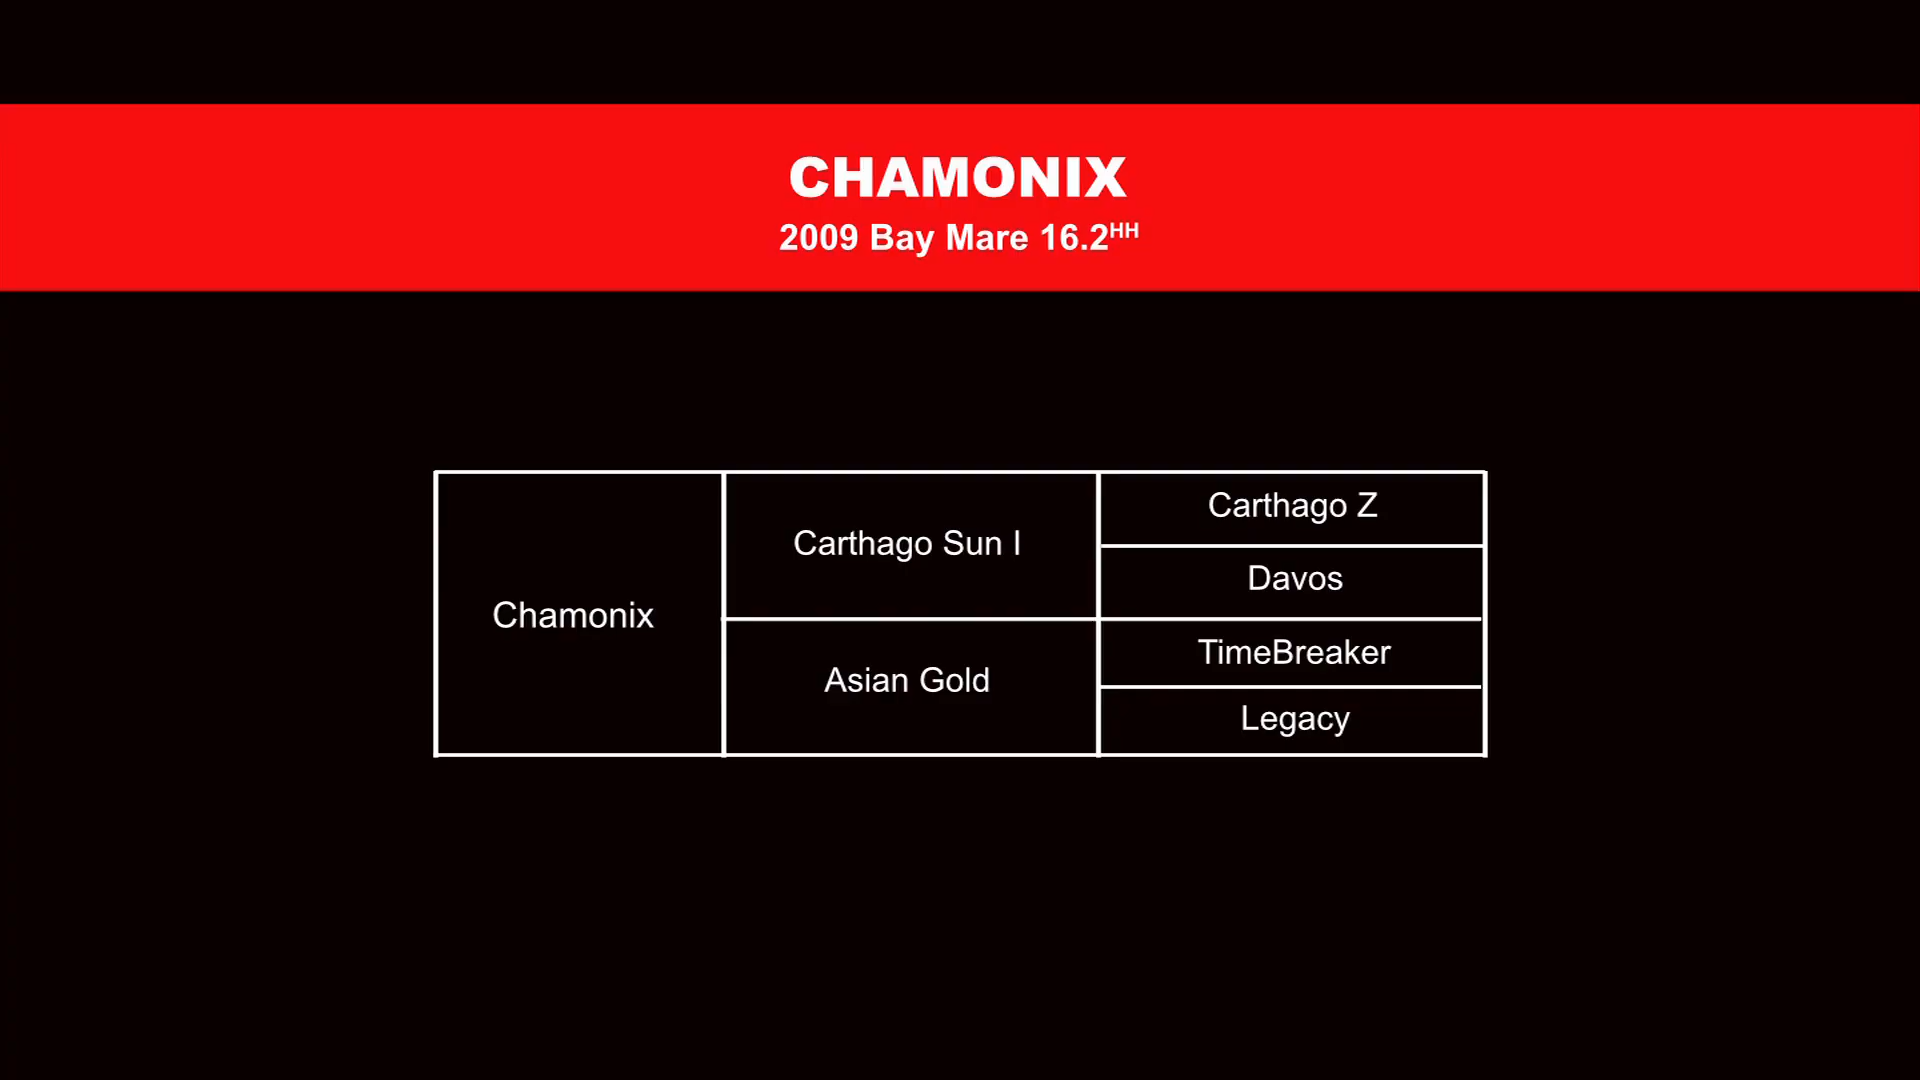 CHAMONIX
2009 Bay Mare 16.2HH
Carthago Z
Carthago Sun I
Davos
Chamonix
TimeBreaker
Asian Gold
Legacy